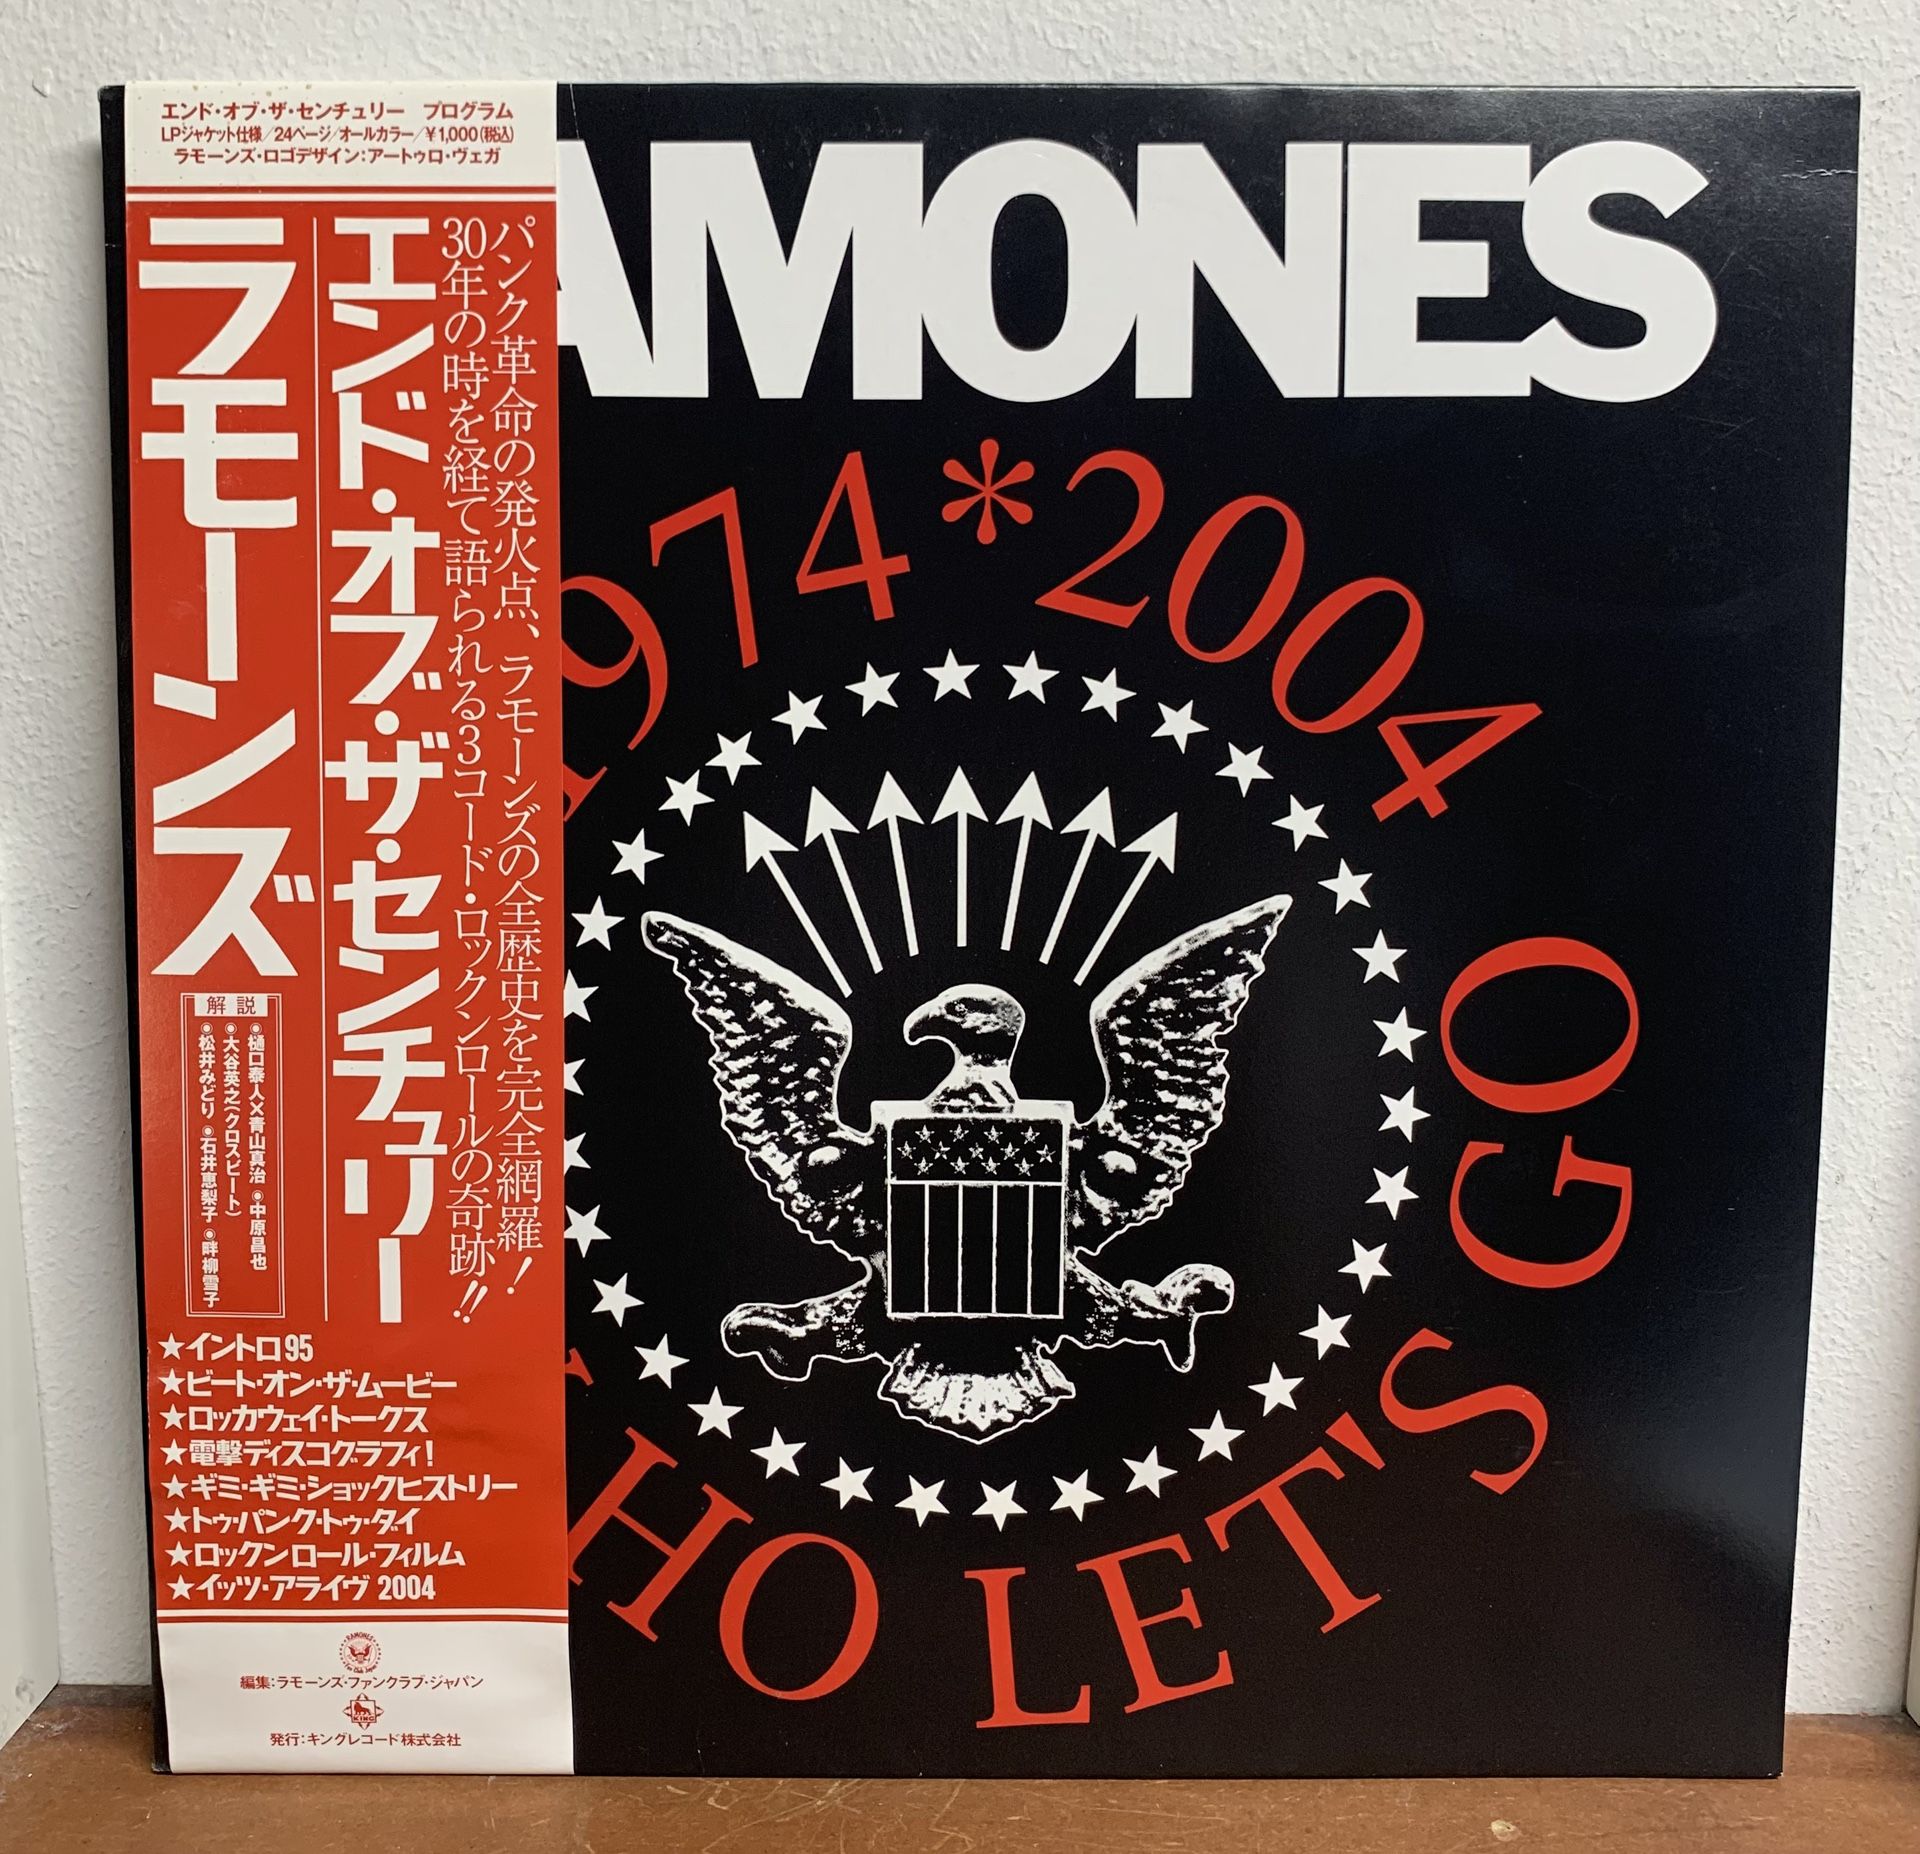 エンド・オブ・ザ・センチュリー プログラム
LPジャケット仕様/24ページ/オールカラー/¥1,000(税込)
ラモーンズ・ロゴデザイン:アートゥロ・ヴェガ
パンク革命の発火点、ラモーンズの全歴史を完全網羅!
30年の時を経て語られる3コード・ロックンロールの奇跡!!
エンド・オブ・ザ・センチュリー
ラモーンズ
解説
●樋口泰人×青山真治 ●中原昌也
●大谷英之(クロスビート)
●松井みどり ●石井恵梨子 ●畔柳雪子
★イントロ95
★ビート・オン・ザ・ムービー
★ロッカウェイ・トークス
★電撃ディスコグラフィ!
★ギミ・ギミ・ショックヒストリー
★トゥ・パンク・トゥ・ダイ
★ロックンロール・フィルム
★イッツ・アライヴ 2004
RAMONES
Fan Club Japan
編集:ラモーンズ・ファンクラブ・ジャパン
KING
発行:キングレコード株式会社
AMONES
1974*2004
HO LET'S GO